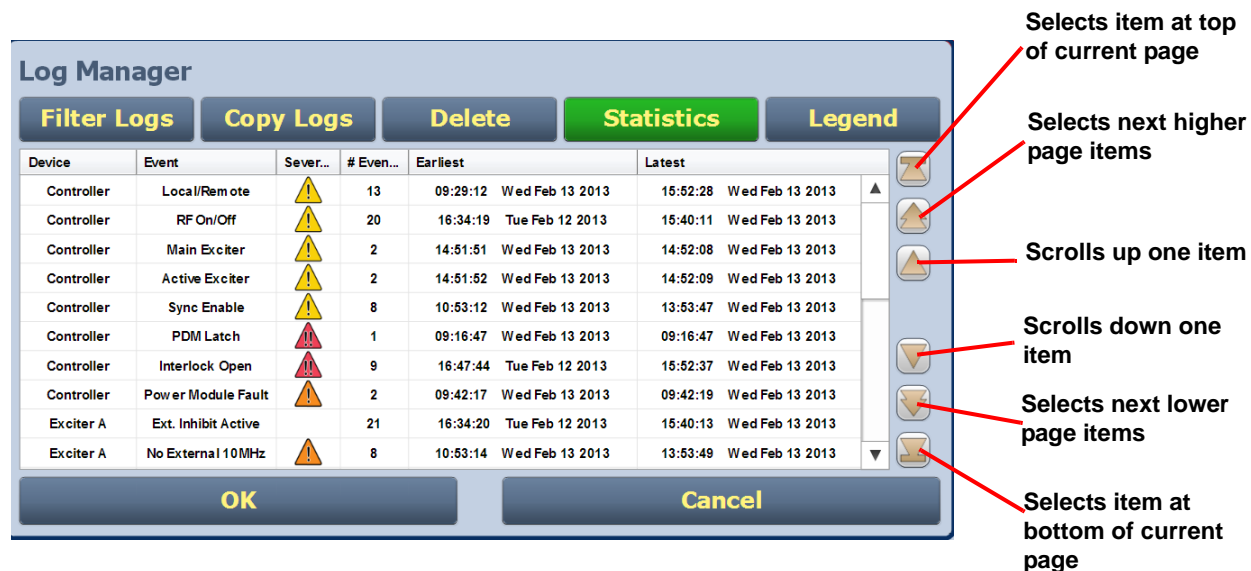 Selects item at top
of current page
Log Manager
Filter Logs Copy Logs Delete Statistics Legend
Selects next higher
page items
Device Event Sever... # Even... Earliest Latest
Controller Local/Remote 13 09:29:12 Wed Feb 13 2013 15:52:28 Wed Feb 13 2013
Controller RF On/Off 20 16:34:19 Tue Feb 12 2013 15:40:11 Wed Feb 13 2013
Controller Main Exciter 2 14:51:51 Wed Feb 13 2013 14:52:08 Wed Feb 13 2013
Scrolls up one item
Controller Active Exciter 2 14:51:52 Wed Feb 13 2013 14:52:09 Wed Feb 13 2013
Controller Sync Enable 8 10:53:12 Wed Feb 13 2013 13:53:47 Wed Feb 13 2013
Controller PDM Latch 1 09:16:47 Wed Feb 13 2013 09:16:47 Wed Feb 13 2013
Scrolls down one
item
Controller Interlock Open 9 16:47:44 Tue Feb 12 2013 15:52:37 Wed Feb 13 2013
Controller Power Module Fault 2 09:42:17 Wed Feb 13 2013 09:42:19 Wed Feb 13 2013
Selects next lower
page items
Exciter A Ext. Inhibit Active 21 16:34:20 Tue Feb 12 2013 15:40:13 Wed Feb 13 2013
Exciter A No External 10MHz 8 10:53:14 Wed Feb 13 2013 13:53:49 Wed Feb 13 2013
OK Cancel
Selects item at
bottom of current
page